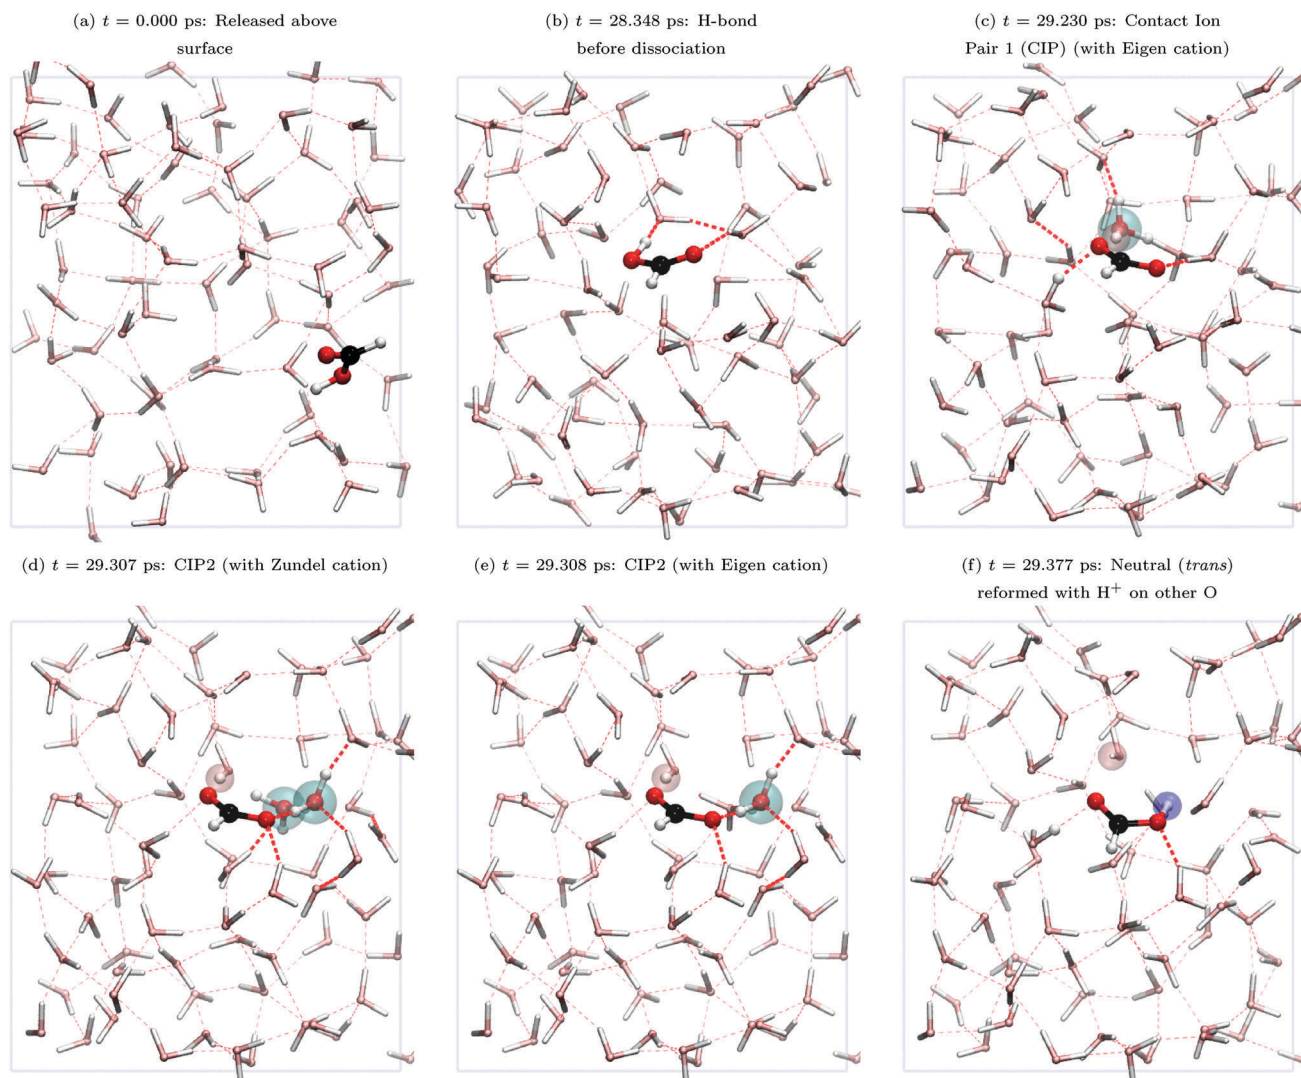 (a) t = 0.000 ps: Released above
surface
(b) t = 28.348 ps: H-bond
before dissociation
(c) t = 29.230 ps: Contact Ion
Pair 1 (CIP) (with Eigen cation)
(d) t = 29.307 ps: CIP2 (with Zundel cation)
(e) t = 29.308 ps: CIP2 (with Eigen cation)
(f) t = 29.377 ps: Neutral (trans)
reformed with H⁺ on other O